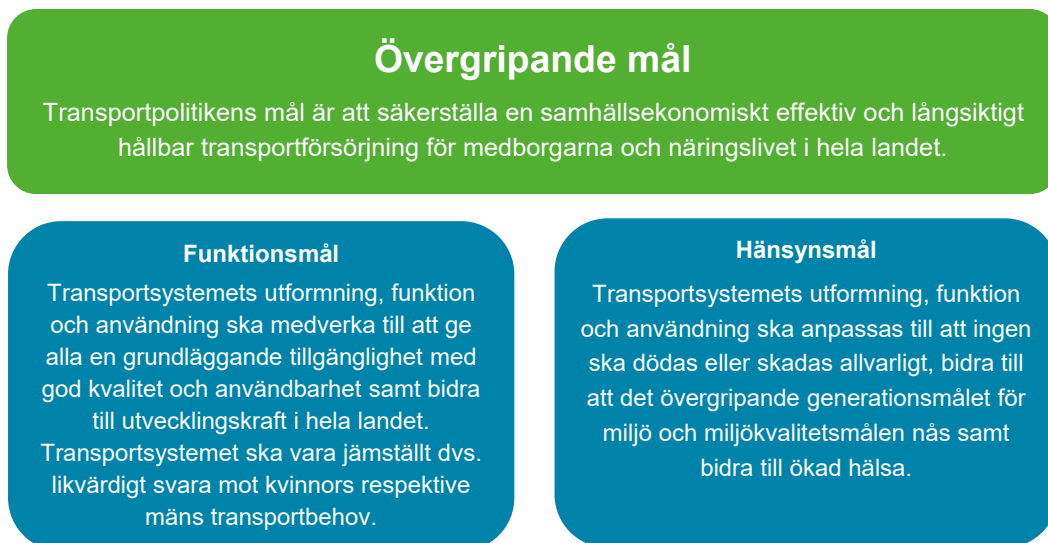 Övergripande mål
Transportpolitikens mål är att säkerställa en samhällsekonomiskt effektiv och långsiktigt
hållbar transportförsörjning för medborgarna och näringslivet i hela landet.
Funktionsmål
Transportsystemets utformning, funktion
och användning ska medverka till att ge
alla en grundläggande tillgänglighet med
god kvalitet och användbarhet samt bidra
till utvecklingskraft i hela landet.
Transportsystemet ska vara jämställt dvs.
likvärdigt svara mot kvinnors respektive
mäns transportbehov.
Hänsynsmål
Transportsystemets utformning, funktion
och användning ska anpassas till att ingen
ska dödas eller skadas allvarligt, bidra till
att det övergripande generationsmålet för
miljö och miljökvalitetsmålen nås samt
bidra till ökad hälsa.